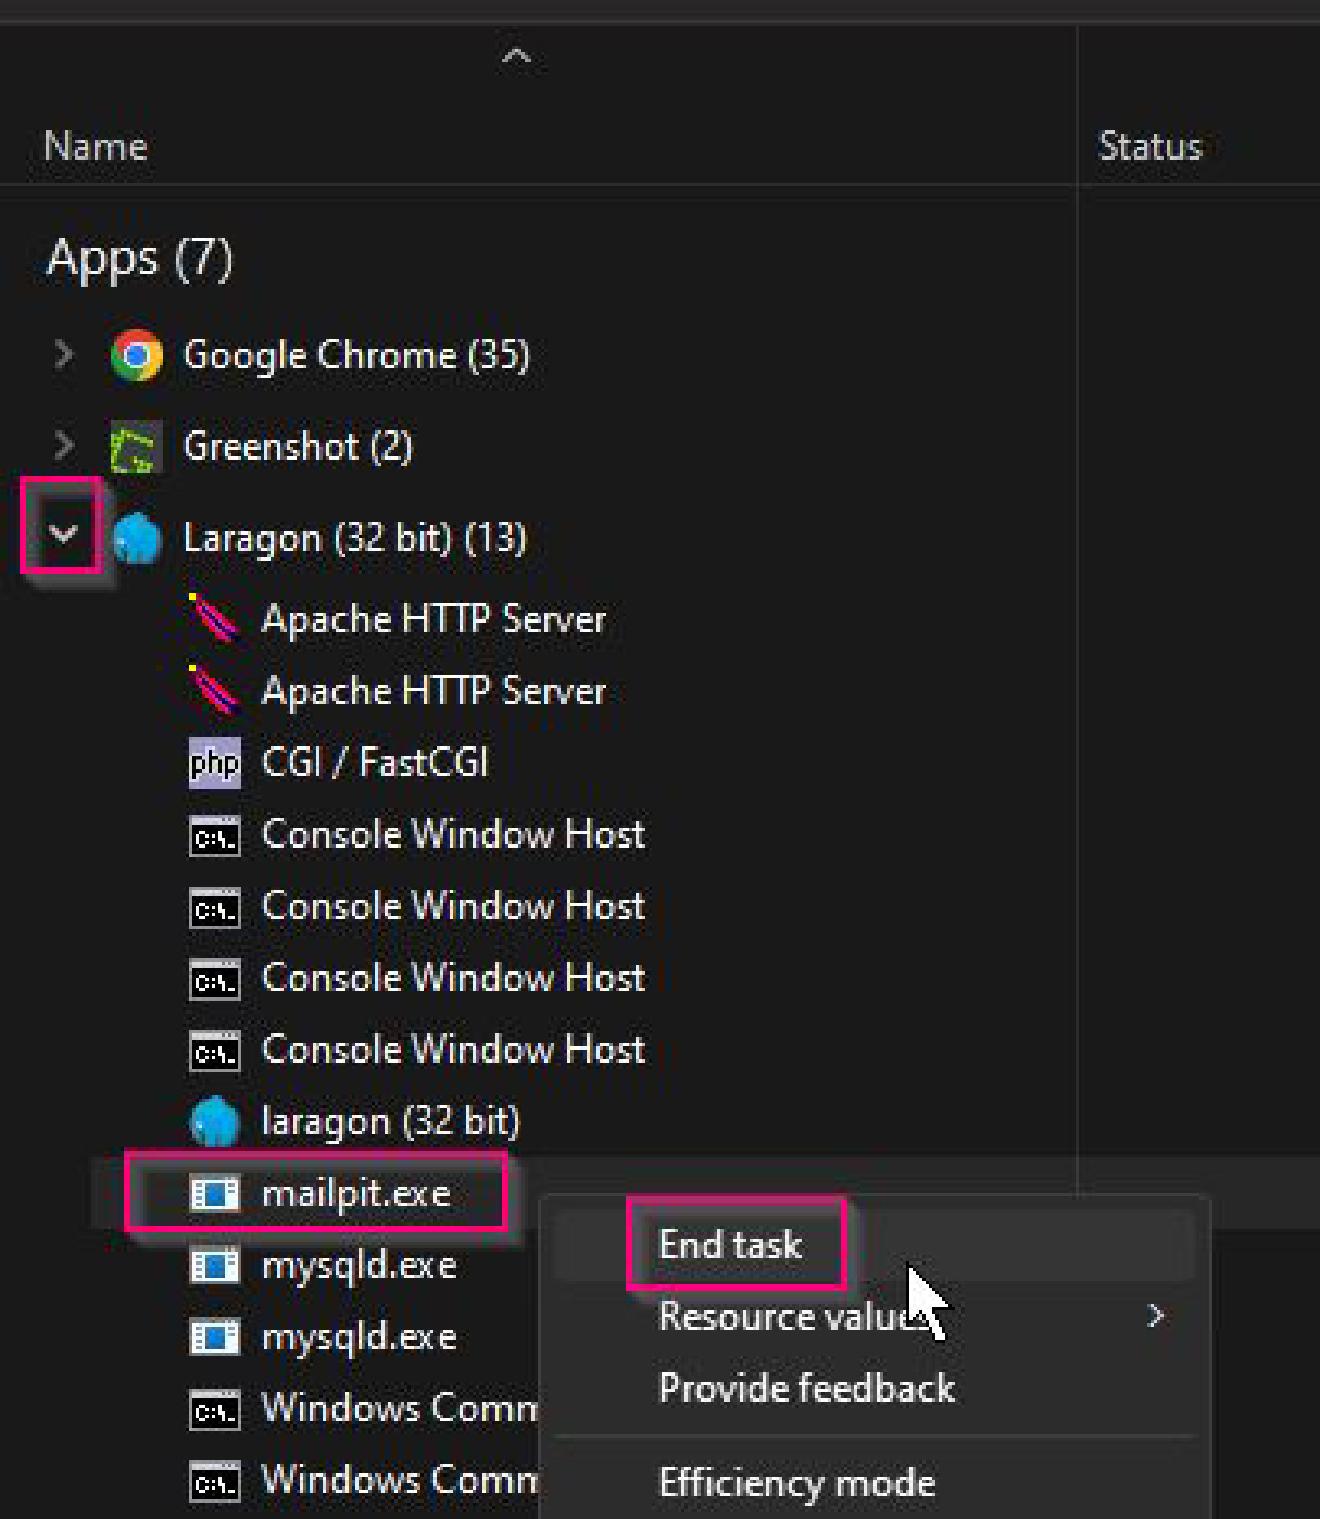 Name
Status
Apps (7)
Google Chrome (35)
Greenshot (2)
Laragon (32 bit) (13)
Apache HTTP Server
Apache HTTP Server
php CGI / FastCGI
C:\. Console Window Host
C:\. Console Window Host
C:\. Console Window Host
C:\. Console Window Host
laragon (32 bit)
mailpit.exe
End task
mysqld.exe
Resource value
mysqld.exe
Provide feedback
C:\. Windows Comm
C:\. Windows Comm
Efficiency mode